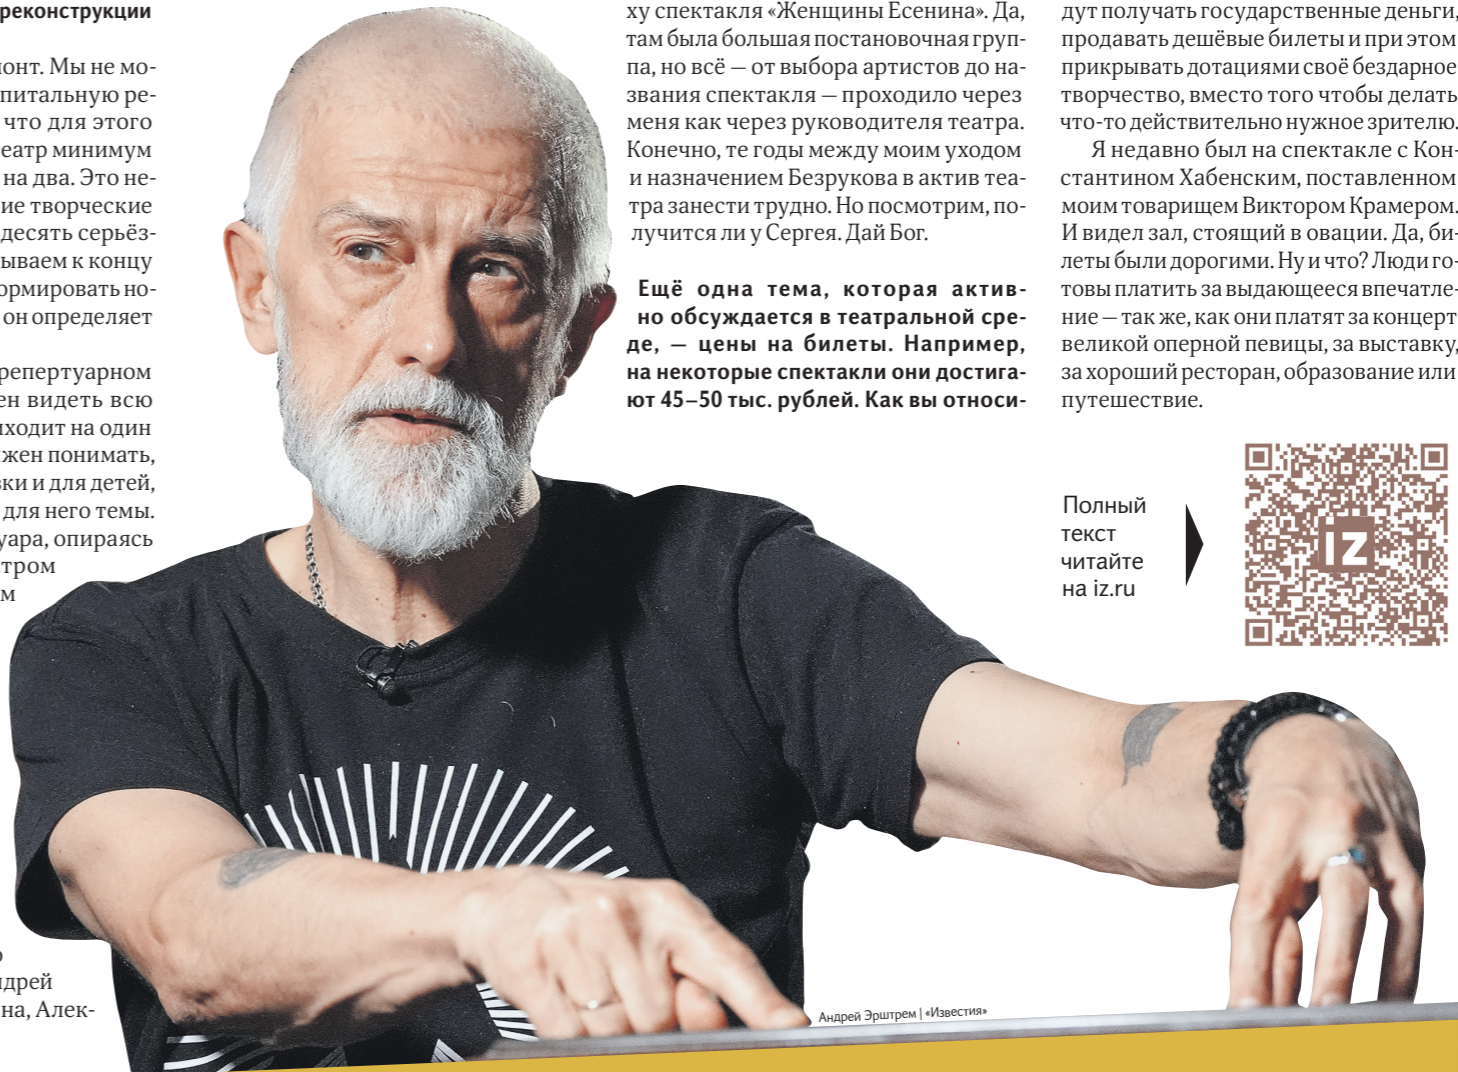 реконструкции
монт. Мы не мо-
питальную ре-
что для этого
театр минимум
на два. Это не-
ие творческие
десять серьёз-
ываем к концу
ормировать но-
он определяет
репертуарном
ен видеть всю
иходит на один
жен понимать,
вки и для детей,
для него темы.
уара, опираясь
тром
м
ндрей
на, Алек-
ху спектакля «Женщины Есенина». Да,
там была большая постановочная груп-
па, но всё — от выбора артистов до на-
звания спектакля — проходило через
меня как через руководителя театра.
Конечно, те годы между моим уходом
и назначением Безрукова в актив теа-
тра занести трудно. Но посмотрим, по-
лучится ли у Сергея. Дай Бог.
Ещё одна тема, которая актив-
но обсуждается в театральной сре-
де, — цены на билеты. Например,
на некоторые спектакли они достига-
ют 45–50 тыс. рублей. Как вы относи-
дут получать государственные деньги,
продавать дешёвые билеты и при этом
прикрывать дотациями своё бездарное
творчество, вместо того чтобы делать
что-то действительно нужное зрителю.
Я недавно был на спектакле с Кон-
стантином Хабенским, поставленном
моим товарищем Виктором Крамером.
И видел зал, стоящий в овации. Да, би-
леты были дорогими. Ну и что? Люди го-
товы платить за выдающееся впечатле-
ние — так же, как они платят за концерт
великой оперной певицы, за выставку,
за хороший ресторан, образование или
путешествие.
Полный
текст
читайте
на iz.ru
iz
Андрей Эрштрем | «Известия»